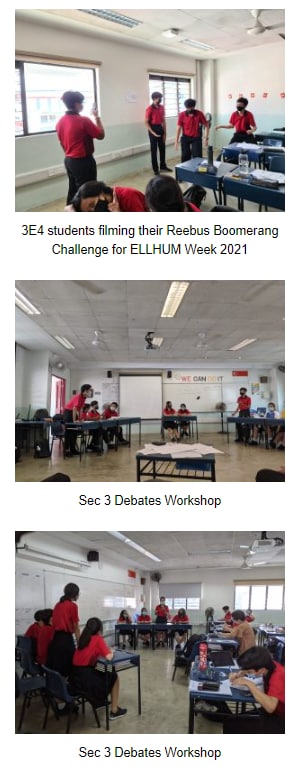 3E4 students filming their Reebus Boomerang
Challenge for ELLHUM Week 2021
WE CAN DO IT
Sec 3 Debates Workshop
Sec 3 Debates Workshop